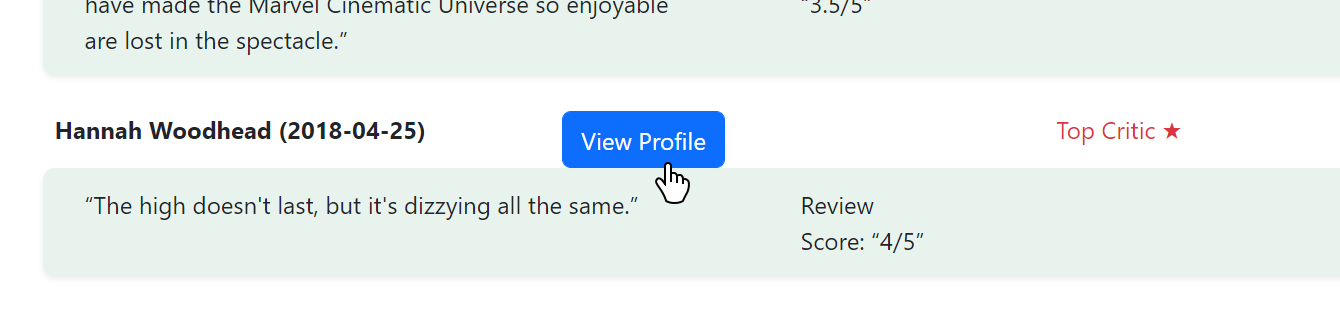 have made the Marvel Cinematic Universe so enjoyable
"3.5/5"
are lost in the spectacle.”
Hannah Woodhead (2018-04-25)
View Profile
Top Critic ★
“The high doesn't last, but it's dizzying all the same.”
Review
Score: “4/5”